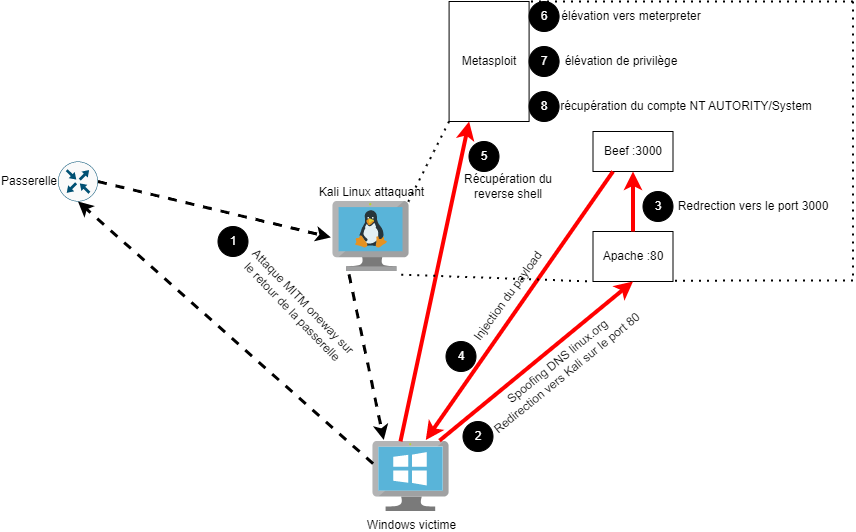 6 élévation vers meterpreter
Metasploit
7 élévation de privilège
8 récupération du compte NT AUTORITY/System
5
Récupération du
reverse shell
Beef :3000
3 Redrection vers le port 3000
Apache :80
Passerelle
Kali Linux attaquant
1
Attaque MITM oneway sur
le retour de la passerelle
4
Injection du payload
2
Spoofing DNS linux.org
Redirection vers Kali sur le port 80
Windows victime